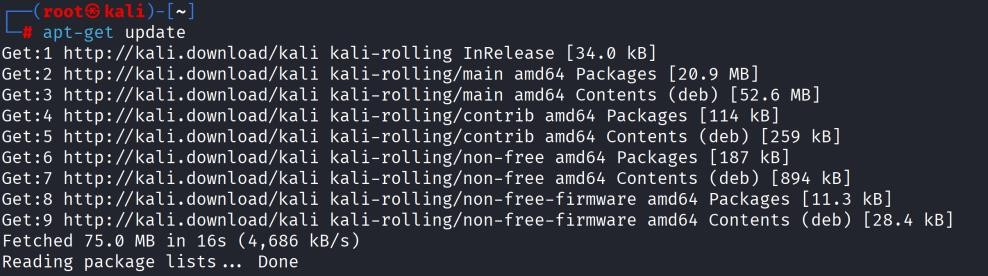 ┌──(root㉿kali)-[~]
└─# apt-get update
Get:1 http://kali.download/kali kali-rolling InRelease [34.0 kB]
Get:2 http://kali.download/kali kali-rolling/main amd64 Packages [20.9 MB]
Get:3 http://kali.download/kali kali-rolling/main amd64 Contents (deb) [52.6 MB]
Get:4 http://kali.download/kali kali-rolling/contrib amd64 Packages [114 kB]
Get:5 http://kali.download/kali kali-rolling/contrib amd64 Contents (deb) [259 kB]
Get:6 http://kali.download/kali kali-rolling/non-free amd64 Packages [187 kB]
Get:7 http://kali.download/kali kali-rolling/non-free amd64 Contents (deb) [894 kB]
Get:8 http://kali.download/kali kali-rolling/non-free-firmware amd64 Packages [11.3 kB]
Get:9 http://kali.download/kali kali-rolling/non-free-firmware amd64 Contents (deb) [28.4 kB]
Fetched 75.0 MB in 16s (4,686 kB/s)
Reading package lists... Done